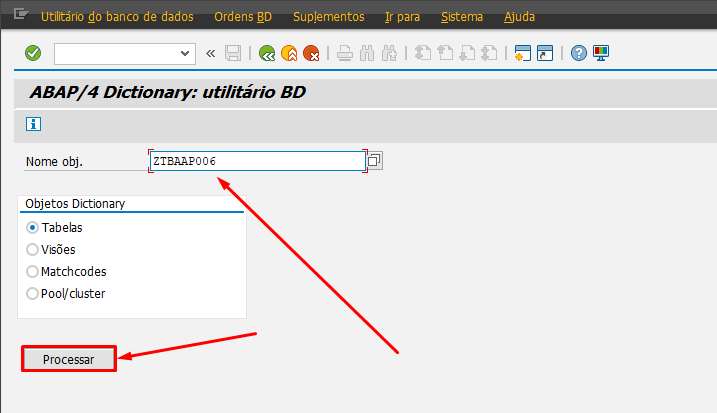 Utilitário do banco de dados Ordens BD Suplementos Ir para Sistema Ajuda
ABAP/4 Dictionary: utilitário BD
Nome obj. ZTBAAP006
Objetos Dictionary
Tabelas
Visões
Matchcodes
Pool/cluster
Processar